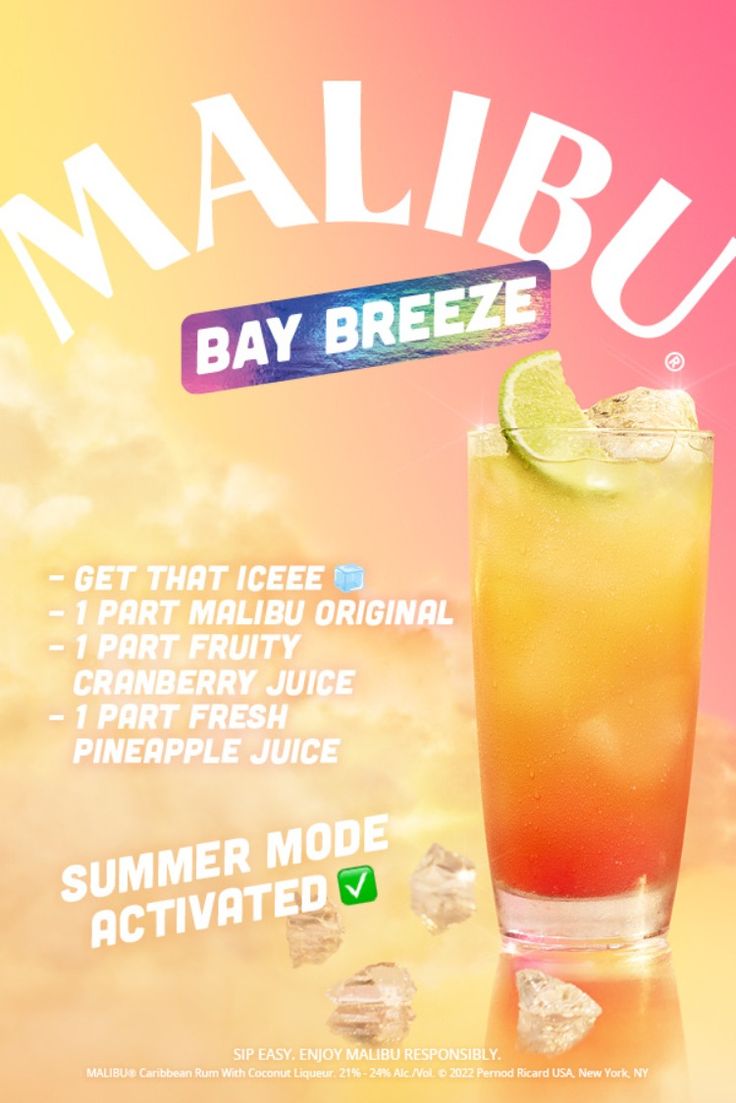 MALIBU
®
BAY BREEZE
- GET THAT ICEEE 🧊
- 1 PART MALIBU ORIGINAL
- 1 PART FRUITY
CRANBERRY JUICE
- 1 PART FRESH
PINEAPPLE JUICE
SUMMER MODE
ACTIVATED ✅
SIP EASY. ENJOY MALIBU RESPONSIBLY.
MALIBU® Caribbean Rum With Coconut Liqueur. 21% - 24% Alc./Vol. © 2022 Pernod Ricard USA, New York, NY